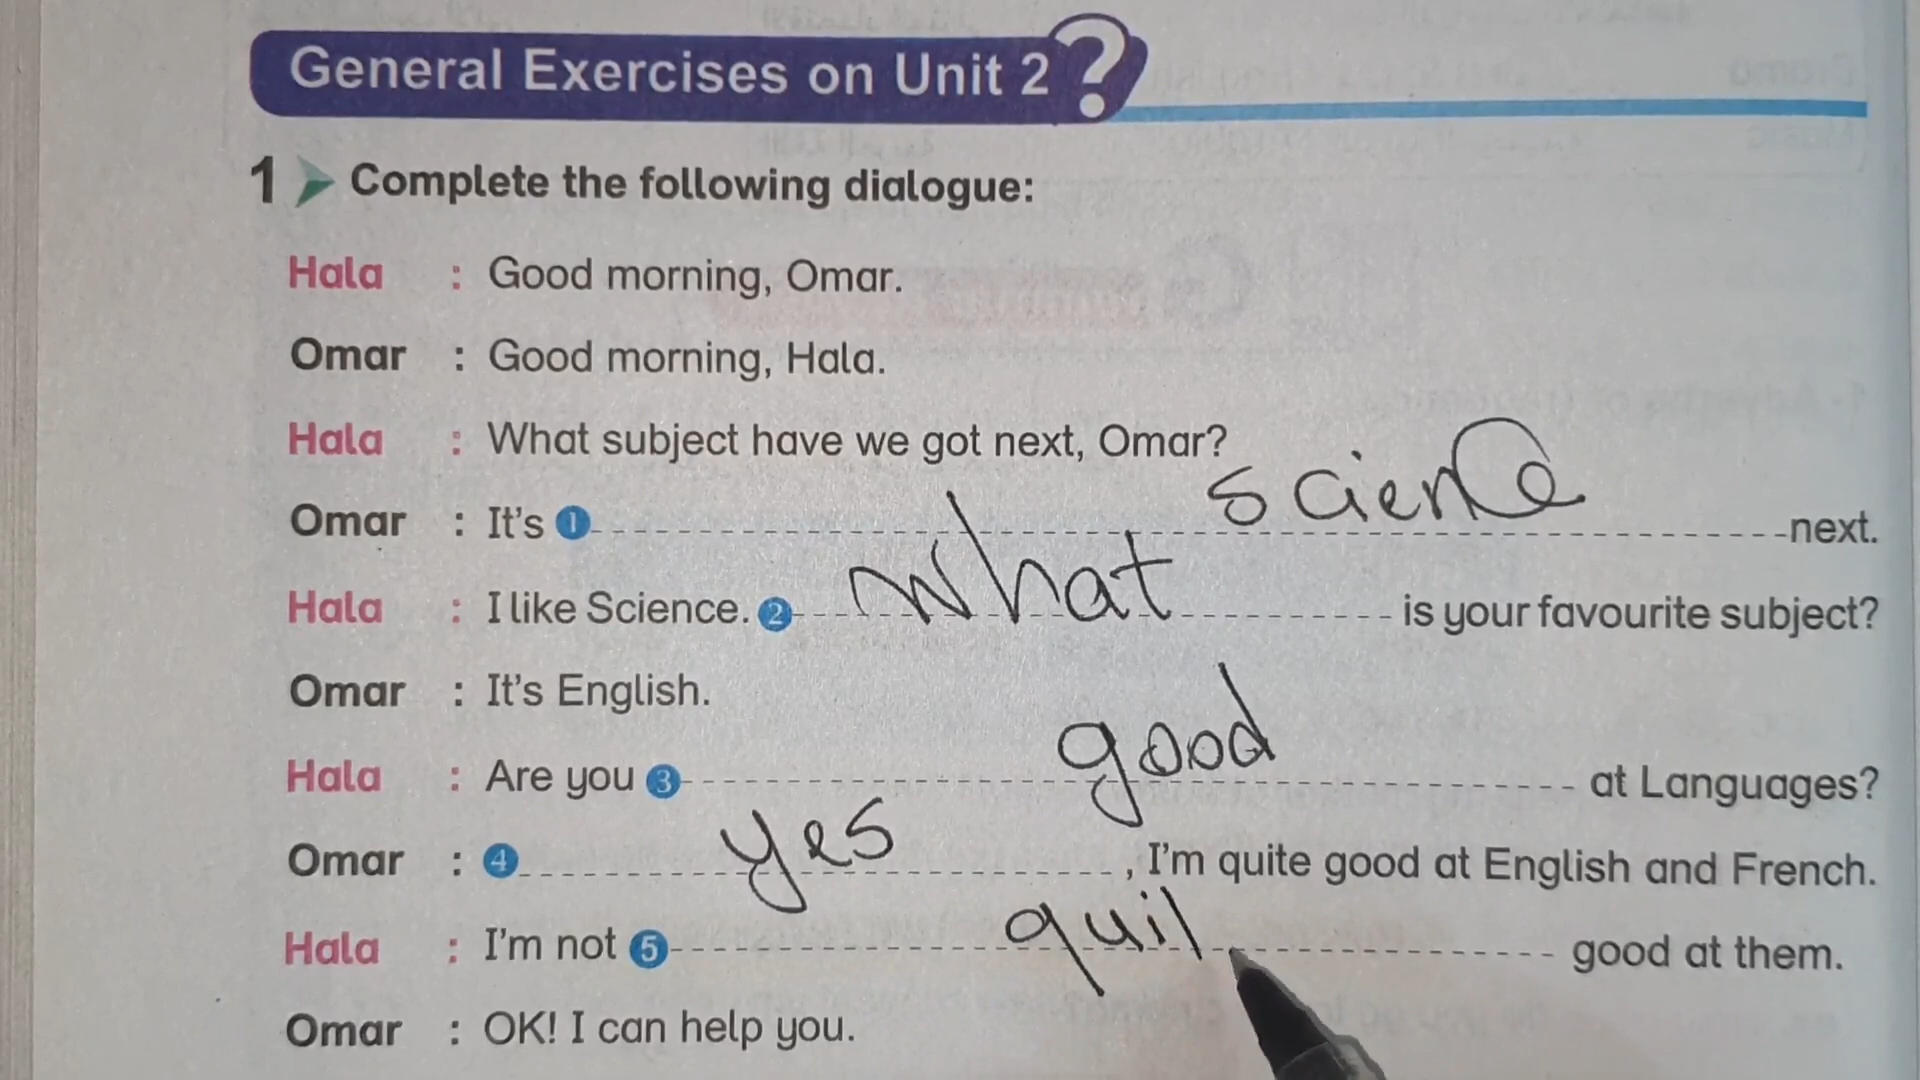 General Exercises on Unit 2 ?
1 Complete the following dialogue:
Hala : Good morning, Omar.
Omar : Good morning, Hala.
Hala : What subject have we got next, Omar?
Omar : It's 1 science next.
Hala : I like Science. 2 What is your favourite subject?
Omar : It's English.
Hala : Are you 3 good at Languages?
Omar : 4 yes, I'm quite good at English and French.
Hala : I'm not 5 quil good at them.
Omar : OK! I can help you.